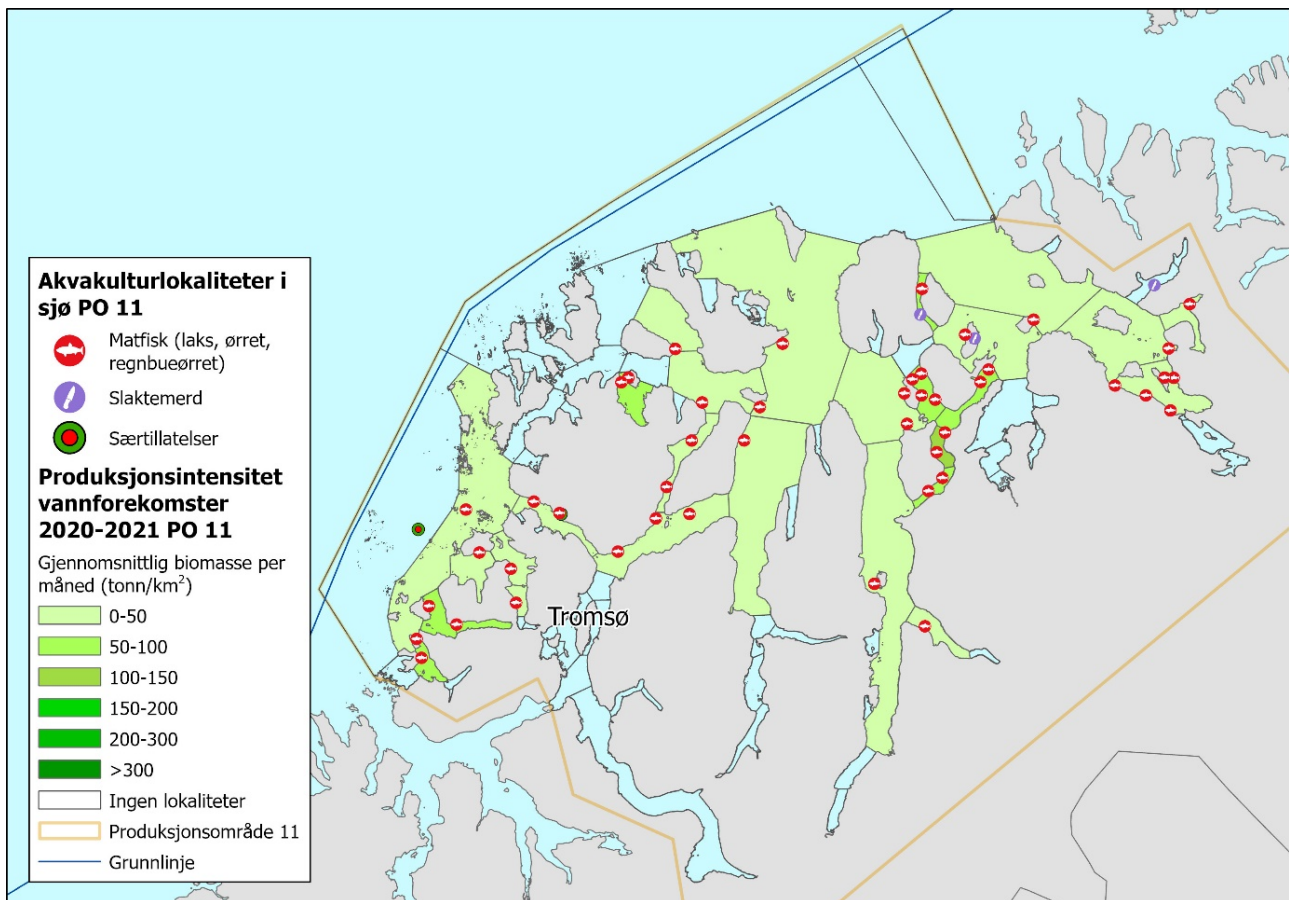 Akvakulturlokaliteter i
sjø PO 11
Matfisk (laks, ørret,
regnbueørret)
Slaktemerd
Særtillatelser
Produksjonsintensitet
vannforekomster
2020-2021 PO 11
Gjennomsnittlig biomasse per
måned (tonn/km²)
0-50
50-100
100-150
150-200
200-300
>300
Ingen lokaliteter
Produksjonsområde 11
Grunnlinje
Tromsø